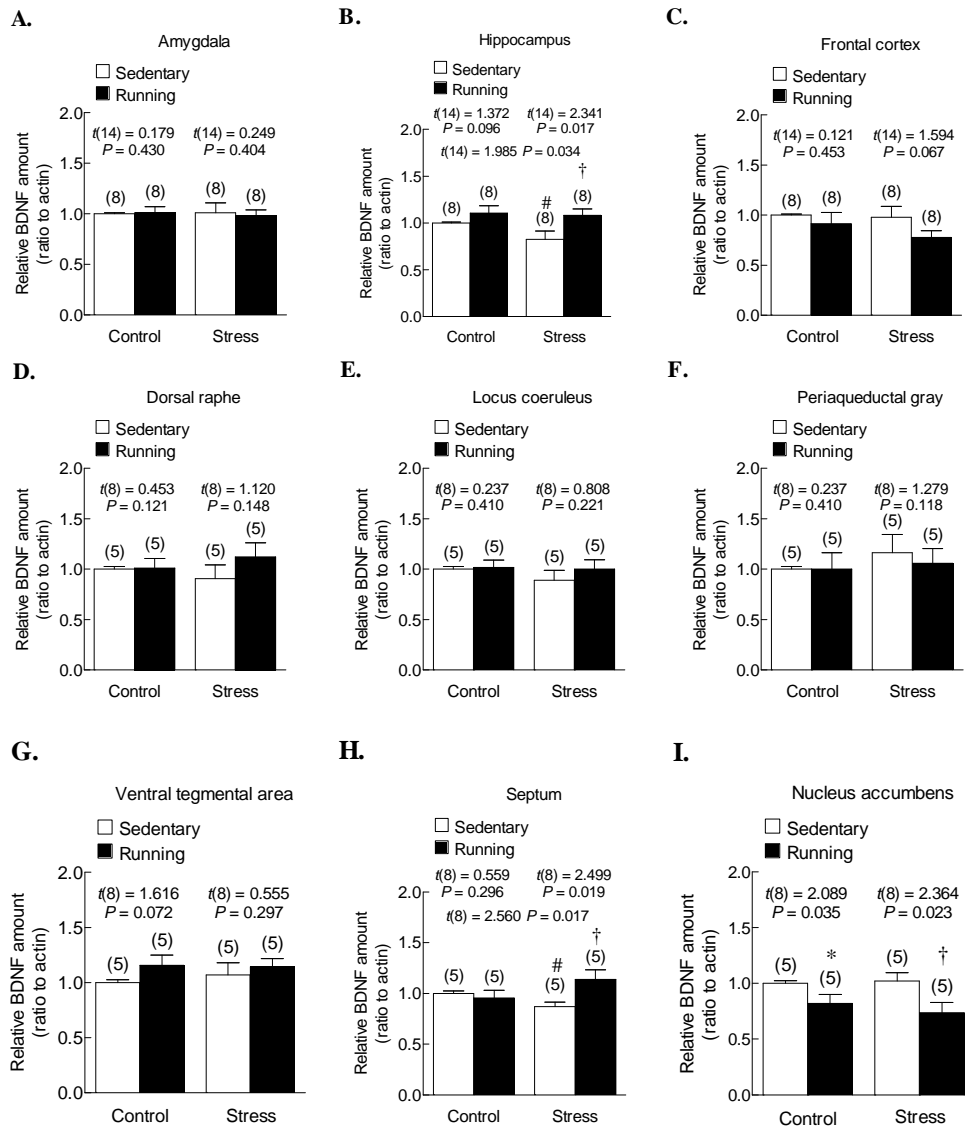 A.
Amygdala
Sedentary
Running
t(14) = 0.179 t(14) = 0.249
P = 0.430 P = 0.404
Relative BDNF amount
(ratio to actin)
2.0
1.5
1.0
0.5
0.0
(8) (8) (8) (8)
Control Stress
B.
Hippocampus
Sedentary
Running
t(14) = 1.372 t(14) = 2.341
P = 0.096 P = 0.017
t(14) = 1.985 P = 0.034
Relative BDNF amount
(ratio to actin)
2.0
1.5
1.0
0.5
0.0
†
#
(8) (8) (8) (8)
Control Stress
C.
Frontal cortex
Sedentary
Running
t(14) = 0.121 t(14) = 1.594
P = 0.453 P = 0.067
Relative BDNF amount
(ratio to actin)
2.0
1.5
1.0
0.5
0.0
(8) (8) (8) (8)
Control Stress
D.
Dorsal raphe
Sedentary
Running
t(8) = 0.453 t(8) = 1.120
P = 0.121 P = 0.148
Relative BDNF amount
(ratio to actin)
2.0
1.5
1.0
0.5
0.0
(5) (5) (5) (5)
Control Stress
E.
Locus coeruleus
Sedentary
Running
t(8) = 0.237 t(8) = 0.808
P = 0.410 P = 0.221
Relative BDNF amount
(ratio to actin)
2.0
1.5
1.0
0.5
0.0
(5) (5) (5) (5)
Control Stress
F.
Periaqueductal gray
Sedentary
Running
t(8) = 0.237 t(8) = 1.279
P = 0.410 P = 0.118
Relative BDNF amount
(ratio to actin)
2.0
1.5
1.0
0.5
0.0
(5) (5) (5) (5)
Control Stress
G.
Ventral tegmental area
Sedentary
Running
t(8) = 1.616 t(8) = 0.555
P = 0.072 P = 0.297
Relative BDNF amount
(ratio to actin)
2.0
1.5
1.0
0.5
0.0
(5) (5) (5) (5)
Control Stress
H.
Septum
Sedentary
Running
t(8) = 0.559 t(8) = 2.499
P = 0.296 P = 0.019
t(8) = 2.560 P = 0.017
Relative BDNF amount
(ratio to actin)
2.0
1.5
1.0
0.5
0.0
†
#
(5) (5) (5) (5)
Control Stress
I.
Nucleus accumbens
Sedentary
Running
t(8) = 2.089 t(8) = 2.364
P = 0.035 P = 0.023
Relative BDNF amount
(ratio to actin)
2.0
1.5
1.0
0.5
0.0
* †
(5) (5) (5) (5)
Control Stress